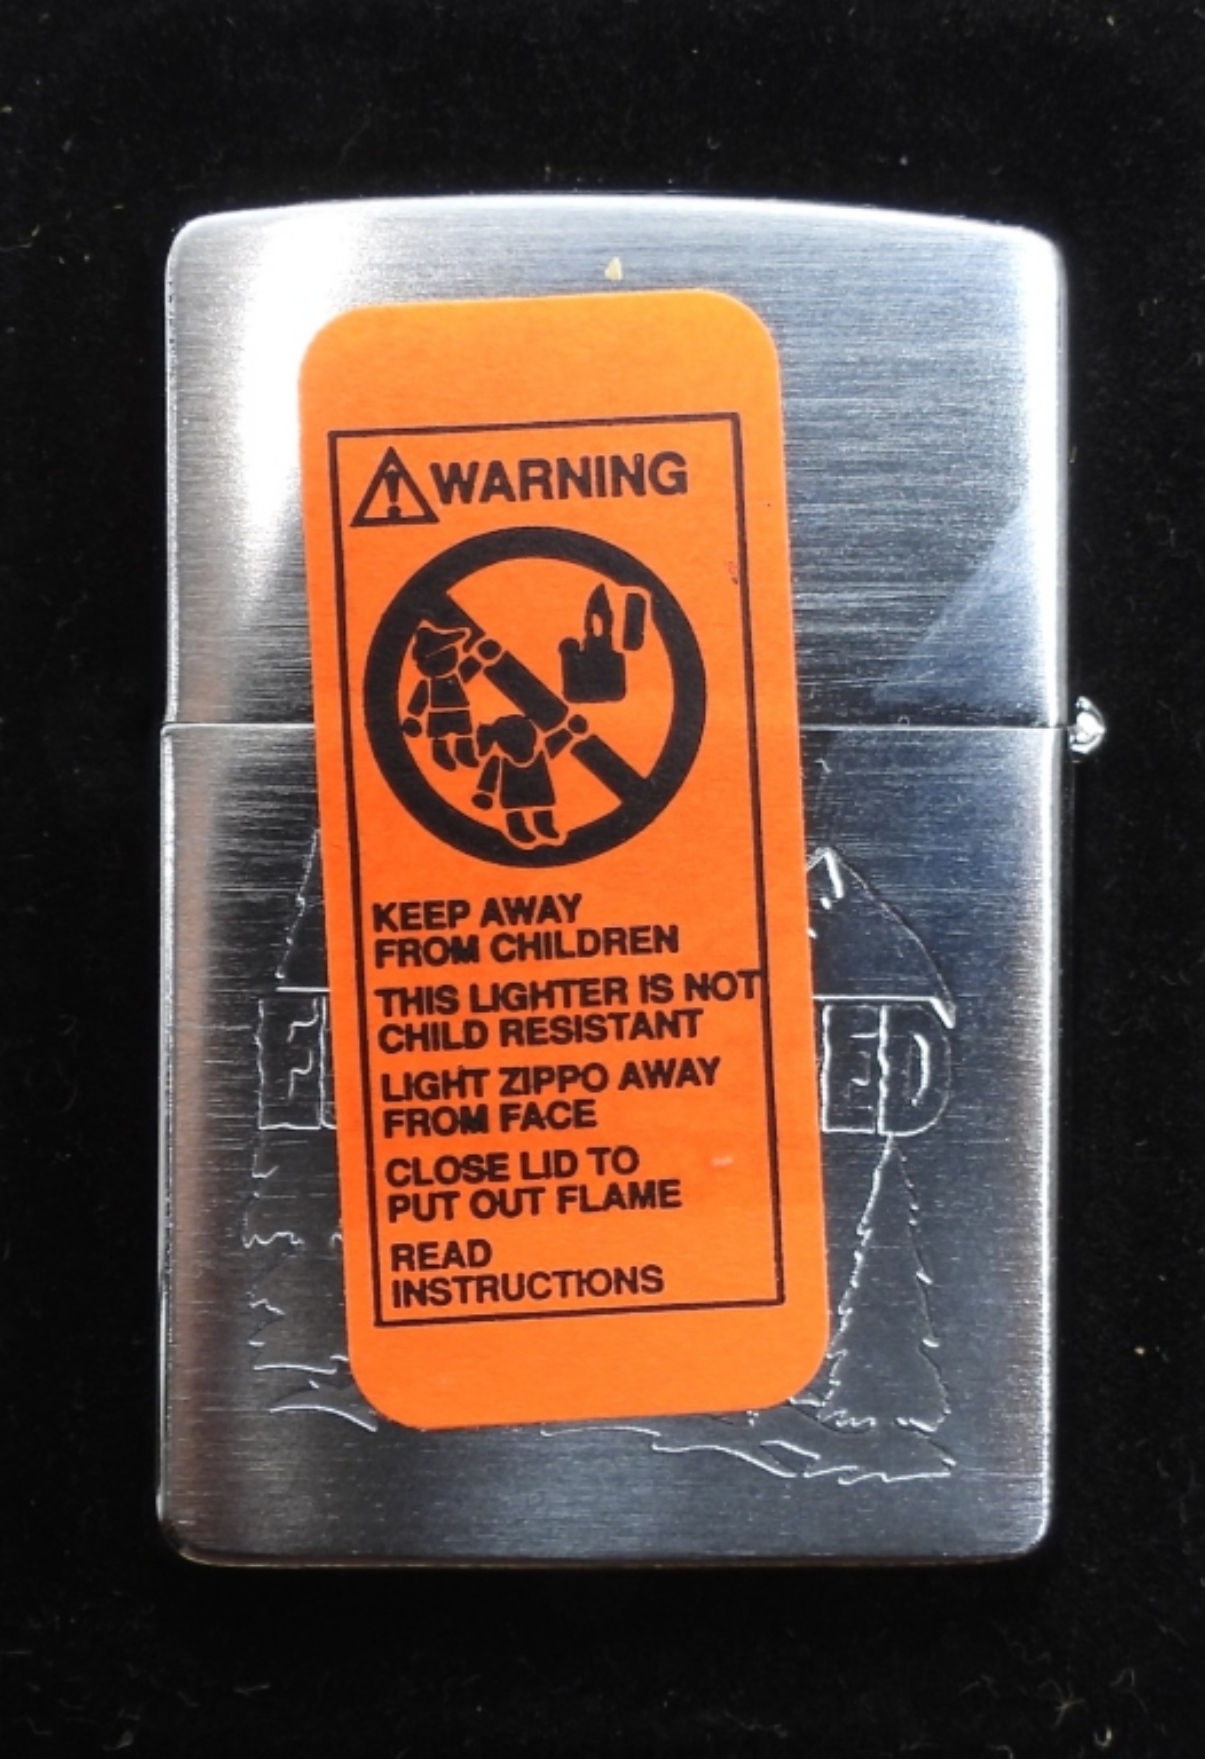 WARNING
KEEP AWAY
FROM CHILDREN
THIS LIGHTER IS NOT
CHILD RESISTANT
LIGHT ZIPPO AWAY
FROM FACE
CLOSE LID TO
PUT OUT FLAME
READ
INSTRUCTIONS